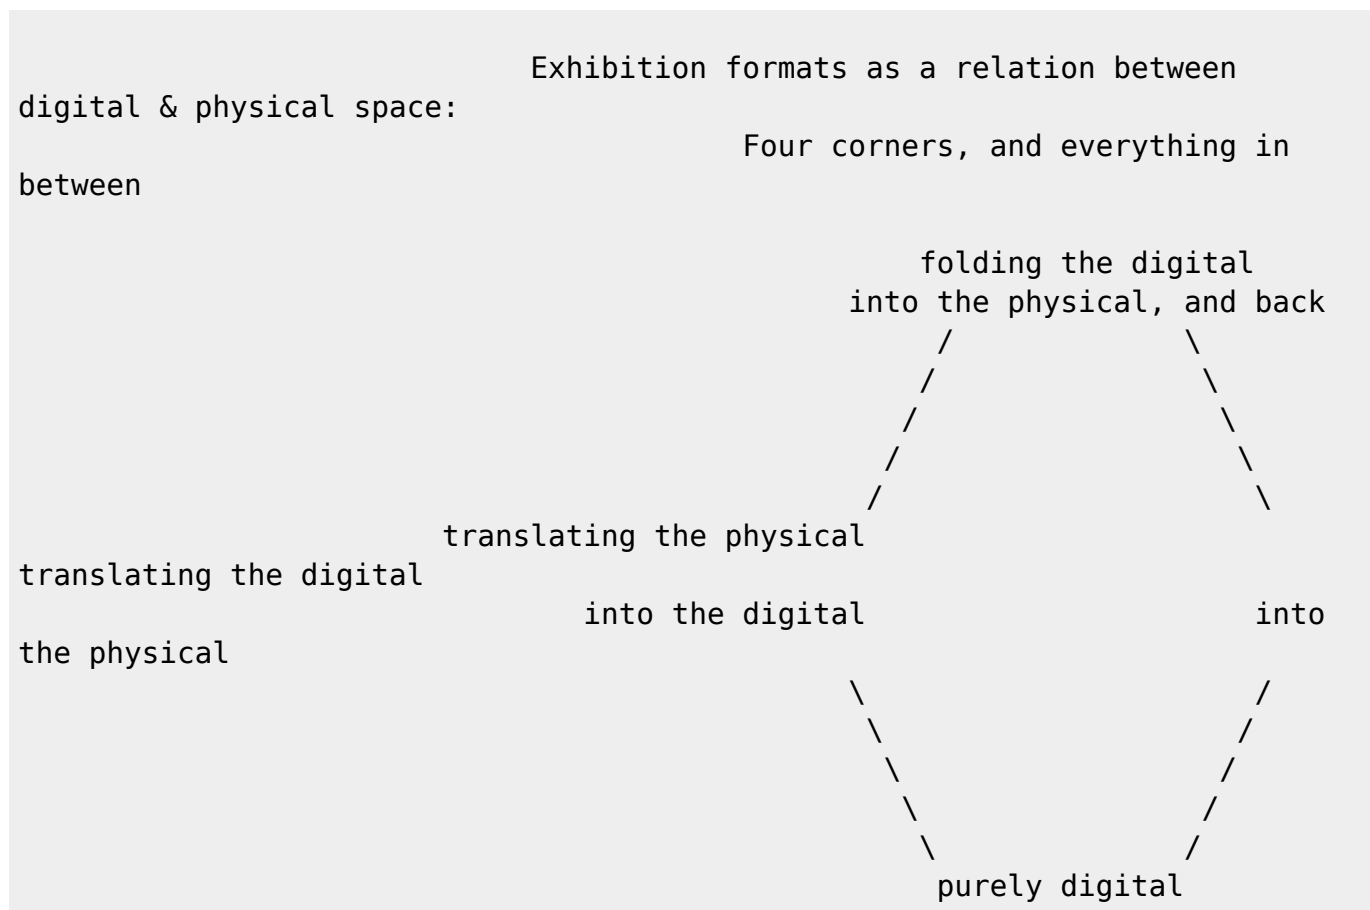 Exhibition formats as a relation between
digital & physical space:
Four corners, and everything in
between
folding the digital
into the physical, and back
/ \
/ \
/ \
/ \
/ \
translating the physical
translating the digital
into the digital into
the physical
\ /
\ /
\ /
\ /
\ /
purely digital